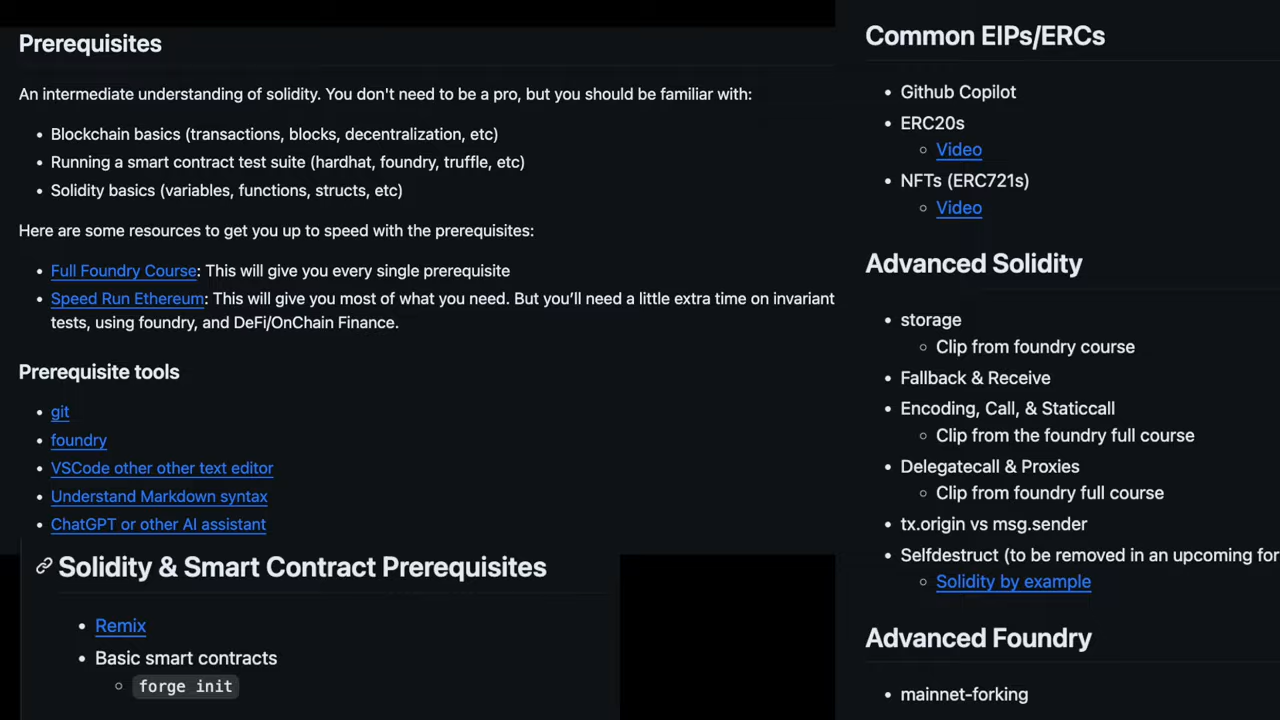 Prerequisites
An intermediate understanding of solidity. You don't need to be a pro, but you should be familiar with:
• Blockchain basics (transactions, blocks, decentralization, etc)
• Running a smart contract test suite (hardhat, foundry, truffle, etc)
• Solidity basics (variables, functions, structs, etc)
Here are some resources to get you up to speed with the prerequisites:
• Full Foundry Course: This will give you every single prerequisite
• Speed Run Ethereum: This will give you most of what you need. But you’ll need a little extra time on invariant
tests, using foundry, and DeFi/OnChain Finance.
Prerequisite tools
• git
• foundry
• VSCode other other text editor
• Understand Markdown syntax
• ChatGPT or other AI assistant
Solidity & Smart Contract Prerequisites
• Remix
• Basic smart contracts
◦ forge init
Common EIPs/ERCs
• Github Copilot
• ERC20s
◦ Video
• NFTs (ERC721s)
◦ Video
Advanced Solidity
• storage
◦ Clip from foundry course
• Fallback & Receive
• Encoding, Call, & Staticcall
◦ Clip from the foundry full course
• Delegatecall & Proxies
◦ Clip from foundry full course
• tx.origin vs msg.sender
• Selfdestruct (to be removed in an upcoming for
◦ Solidity by example
Advanced Foundry
• mainnet-forking